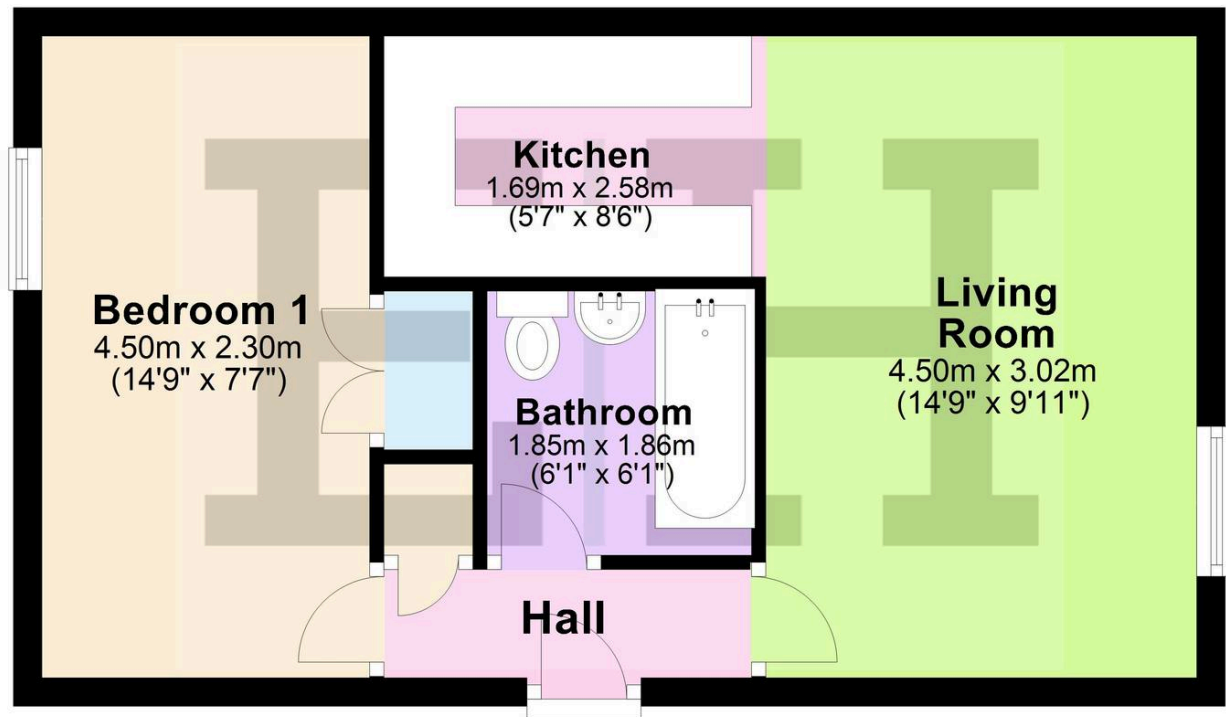 Kitchen
1.69m x 2.58m
(5'7" x 8'6")
Bedroom 1
4.50m x 2.30m
(14'9" x 7'7")
Living
Room
4.50m x 3.02m
(14'9" x 9'11")
Bathroom
1.85m x 1.86m
(6'1" x 6'1")
Hall